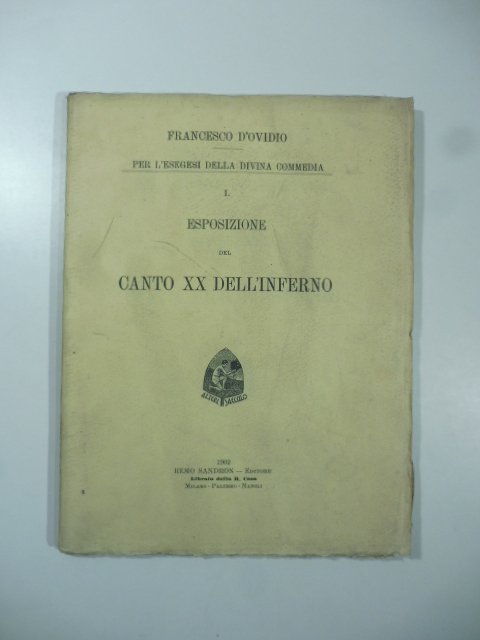 FRANCESCO D'OVIDIO
PER L'ESEGESI DELLA DIVINA COMMEDIA
I.
ESPOSIZIONE
DEL
CANTO XX DELL'INFERNO
ALTERI SAECULO
1902
REMO SANDRON — EDITORE
Libraio della R. Casa
MILANO - PALERMO - NAPOLI